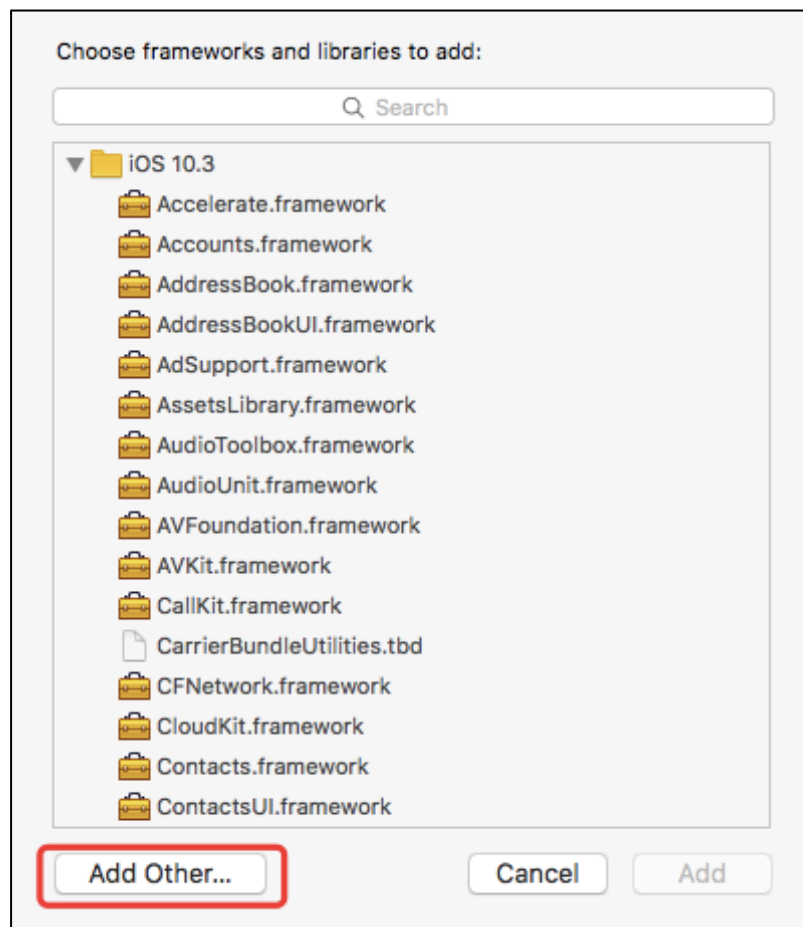 Choose frameworks and libraries to add:
Search
iOS 10.3
Accelerate.framework
Accounts.framework
AddressBook.framework
AddressBookUI.framework
AdSupport.framework
AssetsLibrary.framework
AudioToolbox.framework
AudioUnit.framework
AVFoundation.framework
AVKit.framework
CallKit.framework
CarrierBundleUtilities.tbd
CFNetwork.framework
CloudKit.framework
Contacts.framework
ContactsUI.framework
Add Other... Cancel Add